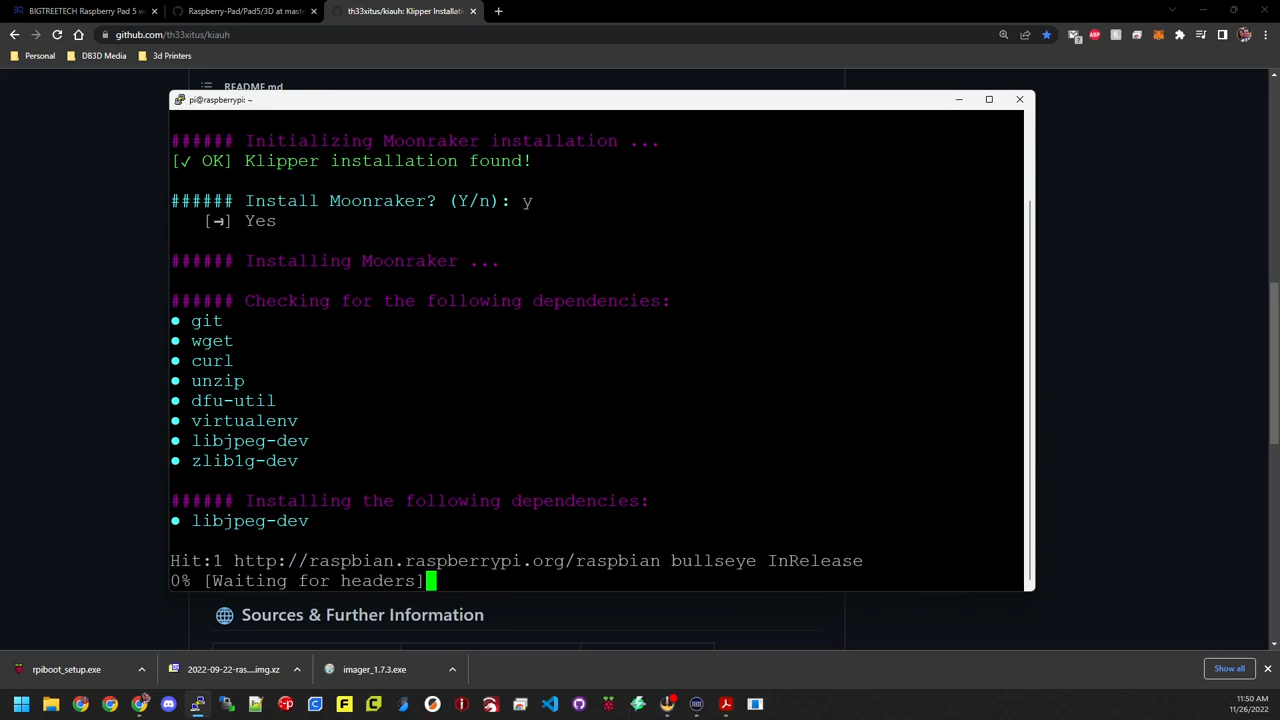 BIGTREETECH Raspberry Pad 5 w
Raspberry-Pad/Pad5/3D at maste
th33xitus/kiauh: Klipper Installat
github.com/th33xitus/kiauh
Personal
DB3D Media
3d Printers
README.md
pi@raspberrypi: ~
###### Initializing Moonraker installation ...
[✓ OK] Klipper installation found!
###### Install Moonraker? (Y/n): y
[➔] Yes
###### Installing Moonraker ...
###### Checking for the following dependencies:
● git
● wget
● curl
● unzip
● dfu-util
● virtualenv
● libjpeg-dev
● zlib1g-dev
###### Installing the following dependencies:
● libjpeg-dev
Hit:1 http://raspbian.raspberrypi.org/raspbian bullseye InRelease
0% [Waiting for headers]
Sources & Further Information
rpiboot_setup.exe
2022-09-22-ras....img.xz
imager_1.7.3.exe
Show all
11:50 AM
11/26/2022